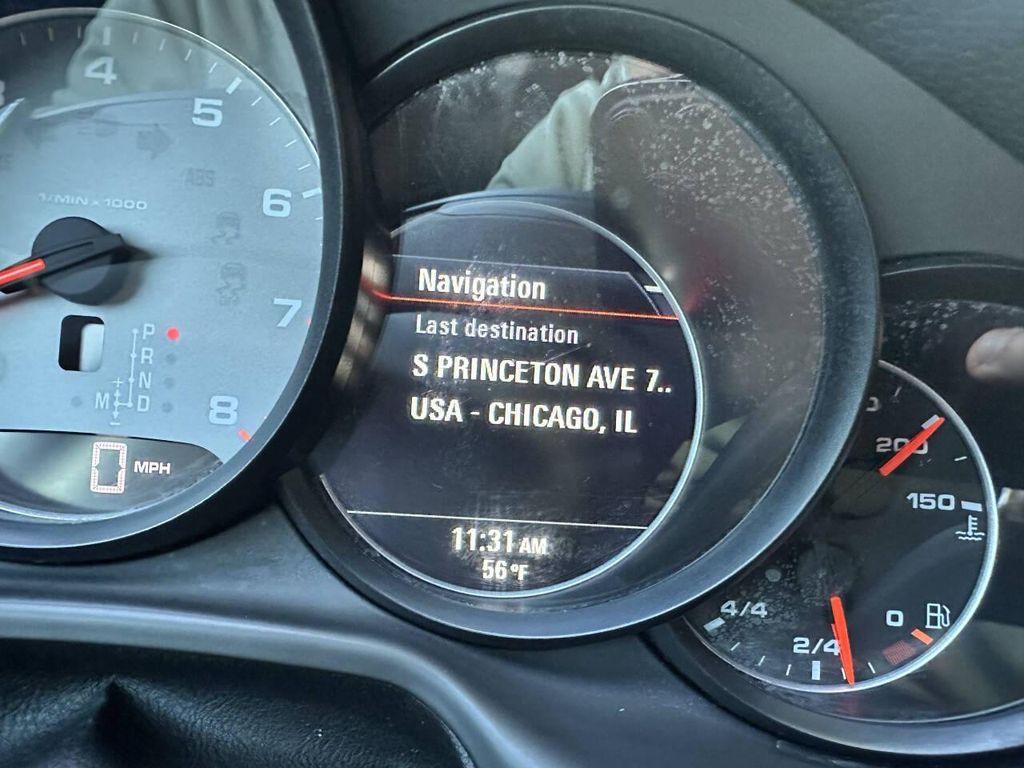 4
5
6
7
8
1/MIN x 1000
ABS
P
R
N
D
M
+
-
0 MPH
Navigation
Last destination
S PRINCETON AVE 7..
USA - CHICAGO, IL
11:31 AM
56 °F
200
150
4/4
2/4
0